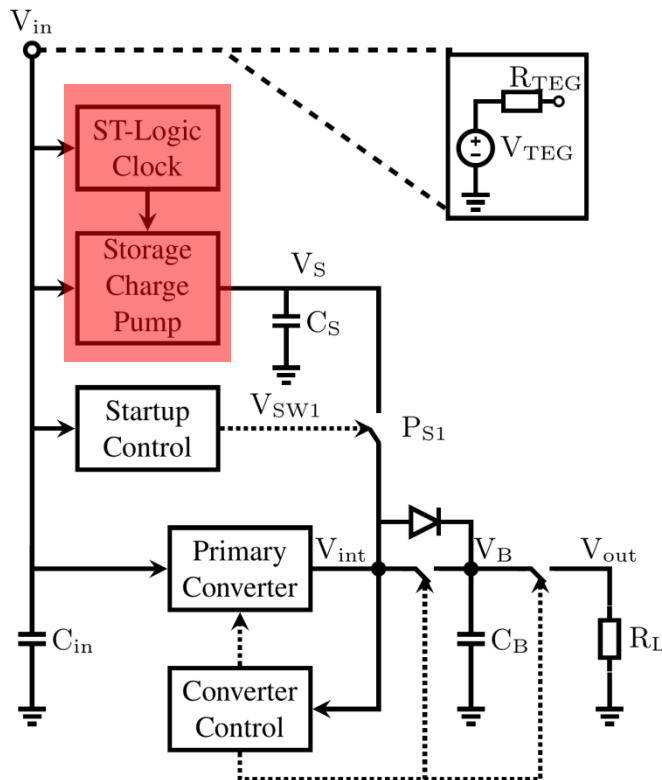 V_in
R_TEG
V_TEG
ST-Logic
Clock
Storage
Charge
Pump
V_S
C_S
Startup
Control
V_SW1
P_S1
Primary
Converter
V_int
V_B
V_out
C_in
C_B
R_L
Converter
Control